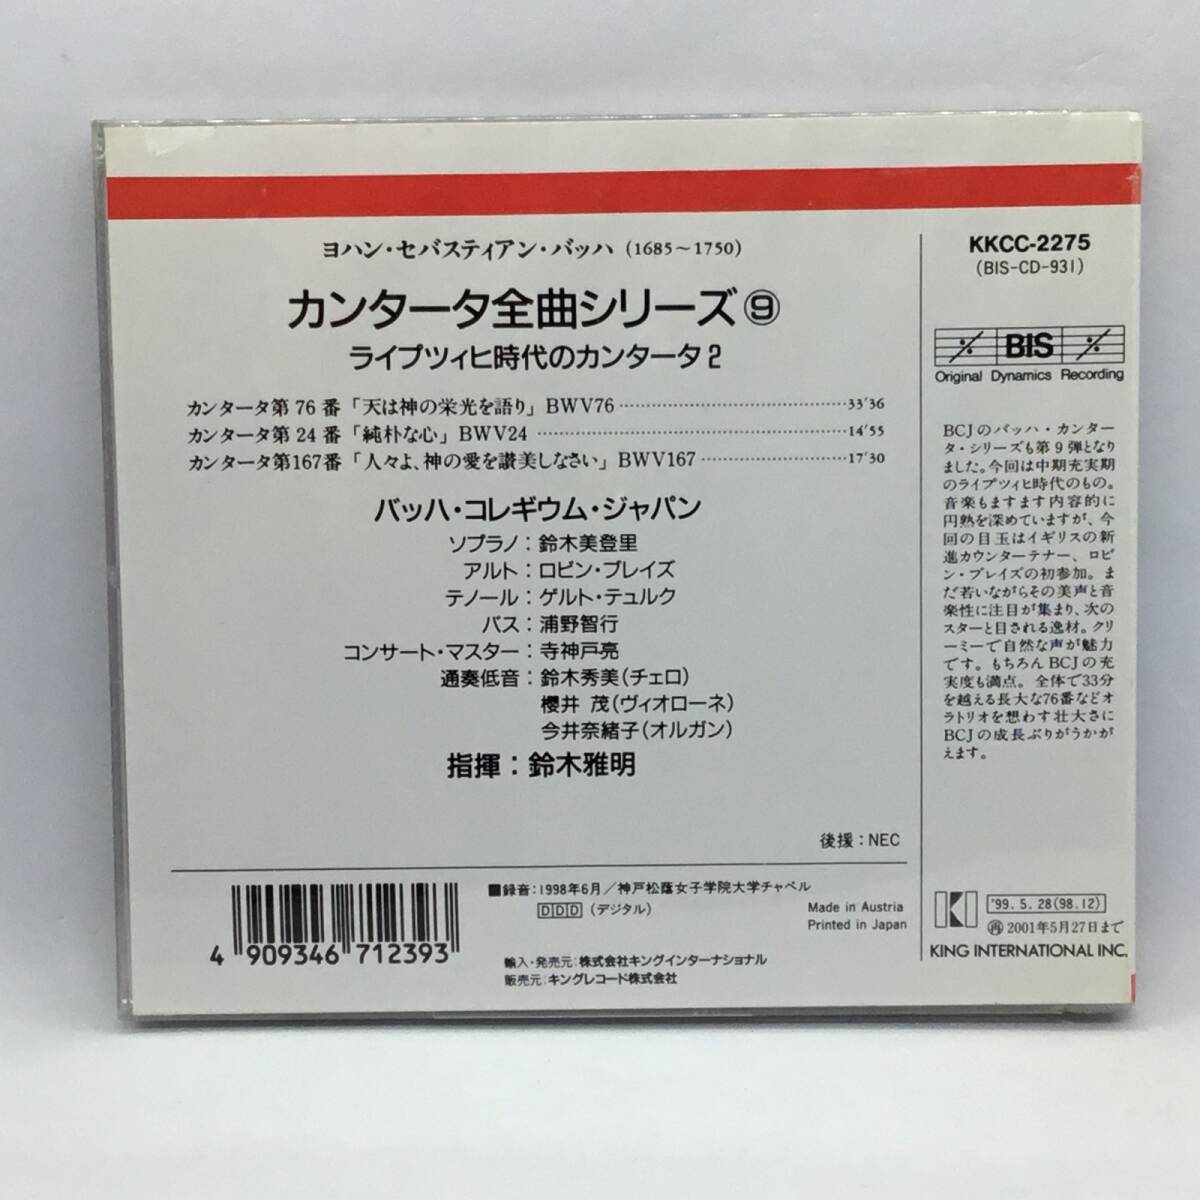 ヨハン・セバスティアン・バッハ (1685〜1750)
カンタータ全曲シリーズ⑨
ライプツィヒ時代のカンタータ2
カンタータ第 76 番「天は神の栄光を語り」BWV76 ……………………………33'36
カンタータ第 24 番「純朴な心」BWV24 ……………………………………14'55
カンタータ第167番「人々よ、神の愛を讃美しなさい」BWV167 ………………17'30
バッハ・コレギウム・ジャパン
ソプラノ：鈴木美登里
アルト：ロビン・ブレイズ
テノール：ゲルト・テュルク
バス：浦野智行
コンサート・マスター：寺神戸亮
通奏低音：鈴木秀美(チェロ)
櫻井 茂(ヴィオローネ)
今井奈緒子(オルガン)
指揮：鈴木雅明
後援：NEC
■録音：1998年6月／神戸松蔭女子学院大学チャペル
DDD (デジタル)
Made in Austria
Printed in Japan
輸入・発売元：株式会社キングインターナショナル
販売元：キングレコード株式会社
4 909346 712393
KKCC-2275
(BIS-CD-931)
BIS
Original Dynamics Recording
BCJのバッハ・カンター
タ・シリーズも第9弾となり
ました。今回は中期充実期
のライプツィヒ時代のもの。
音楽もますます内容的に
円熟を深めていますが、今
回の目玉はイギリスの新
進カウンターテナー、ロビ
ン・ブレイズの初参加。ま
だ若いながらその美声と音
楽性に注目が集まり、次の
スターと目される逸材。クリ
ーミーで自然な声が魅力
です。もちろんBCJの充
実度も満点。全体で33分
を越える長大な76番などオ
ラトリオを想わす壮大さに
BCJの成長ぶりがうかが
えます。
'99. 5. 28(98.12)
再 2001年5月27日まで
KING INTERNATIONAL INC.